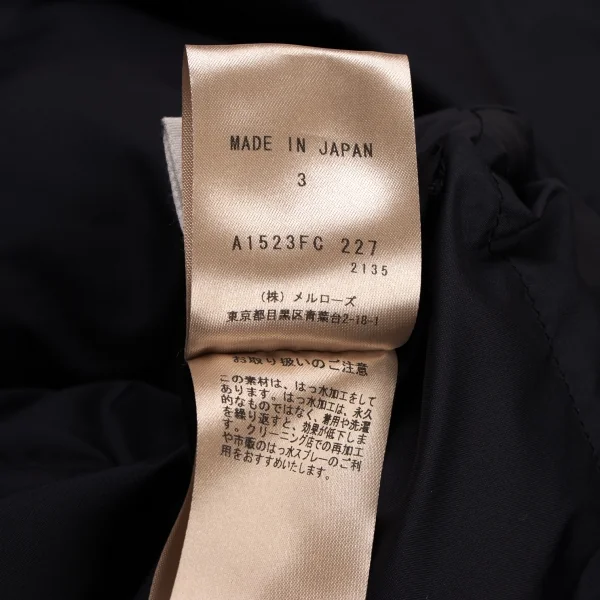 MADE IN JAPAN
3
A1523FC 227
2135
(株) メルローズ
東京都目黒区青葉台2-18-1
お取り扱いのご注意
この素材は、はっ水加工をして
あります。はっ水加工は、永久
的なものではなく、着用や洗濯
を繰り返すと、効果が低下しま
す。クリーニング店での再加工
や市販のはっ水スプレーのご利
用をおすすめいたします。